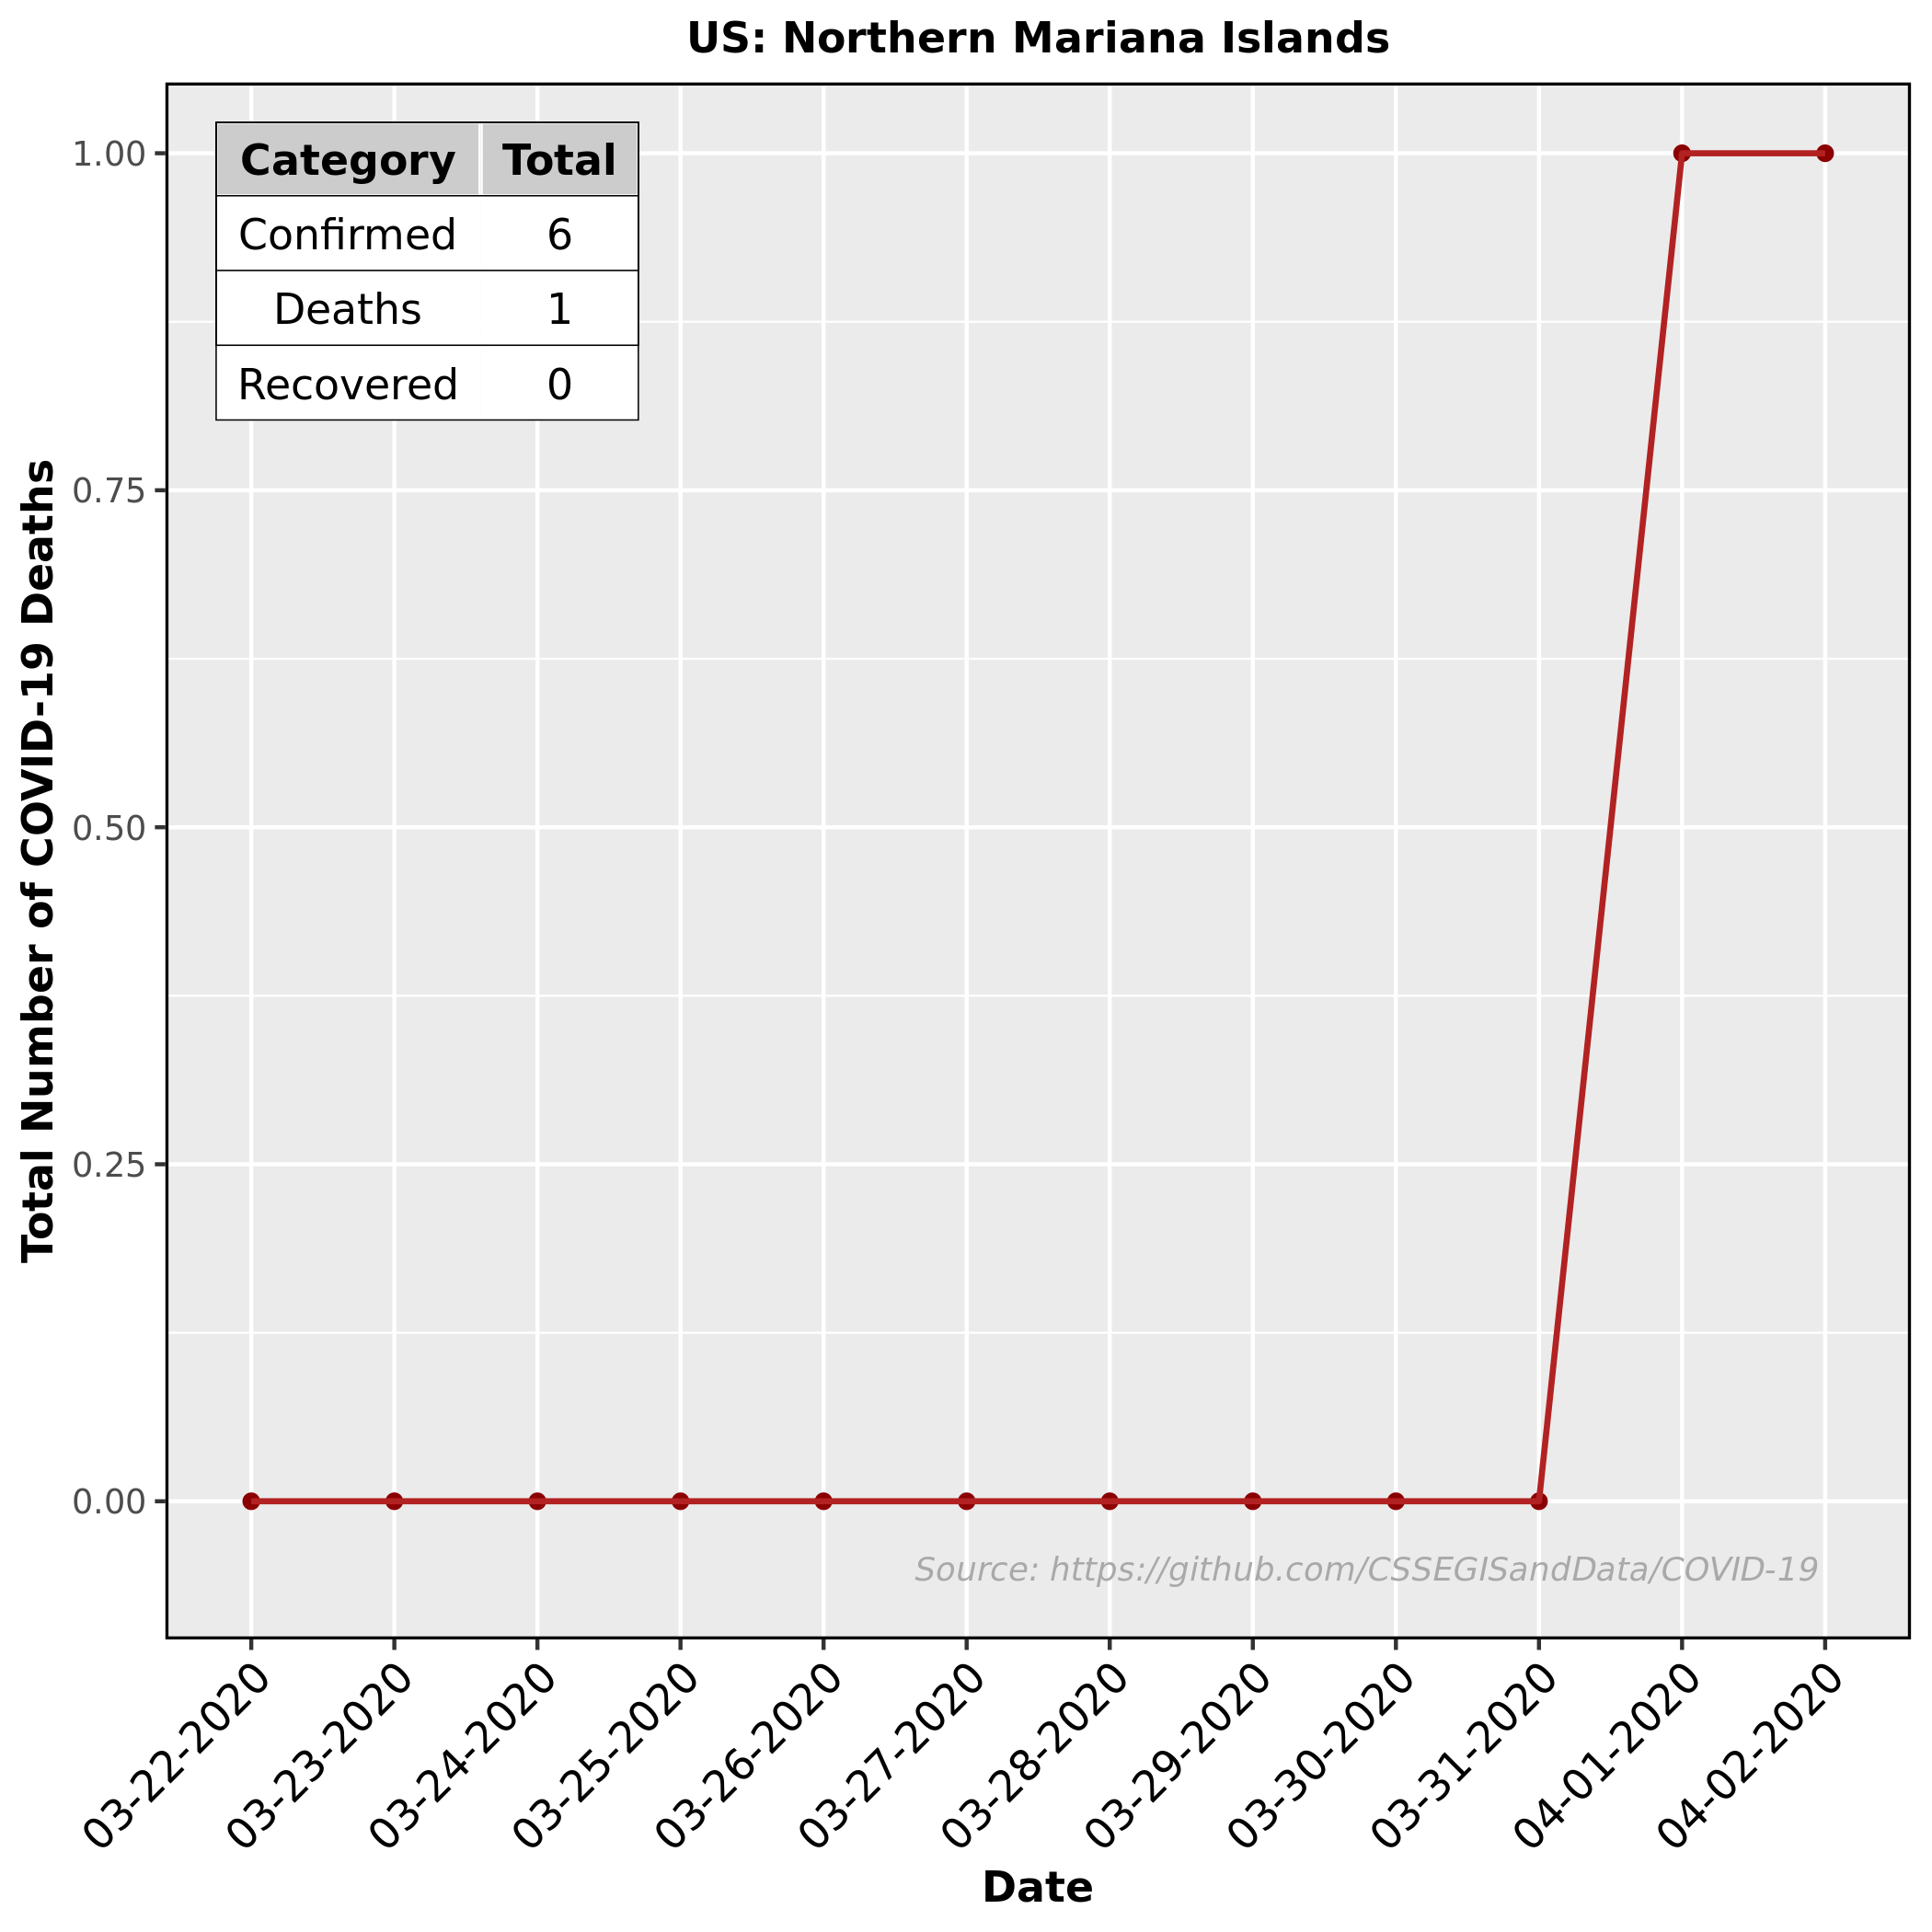 US: Northern Mariana Islands
Category Total
Confirmed 6
Deaths 1
Recovered 0
Total Number of COVID-19 Deaths
1.00
0.75
0.50
0.25
0.00
Source: https://github.com/CSSEGISandData/COVID-19
03-22-2020
03-23-2020
03-24-2020
03-25-2020
03-26-2020
03-27-2020
03-28-2020
03-29-2020
03-30-2020
03-31-2020
04-01-2020
04-02-2020
Date